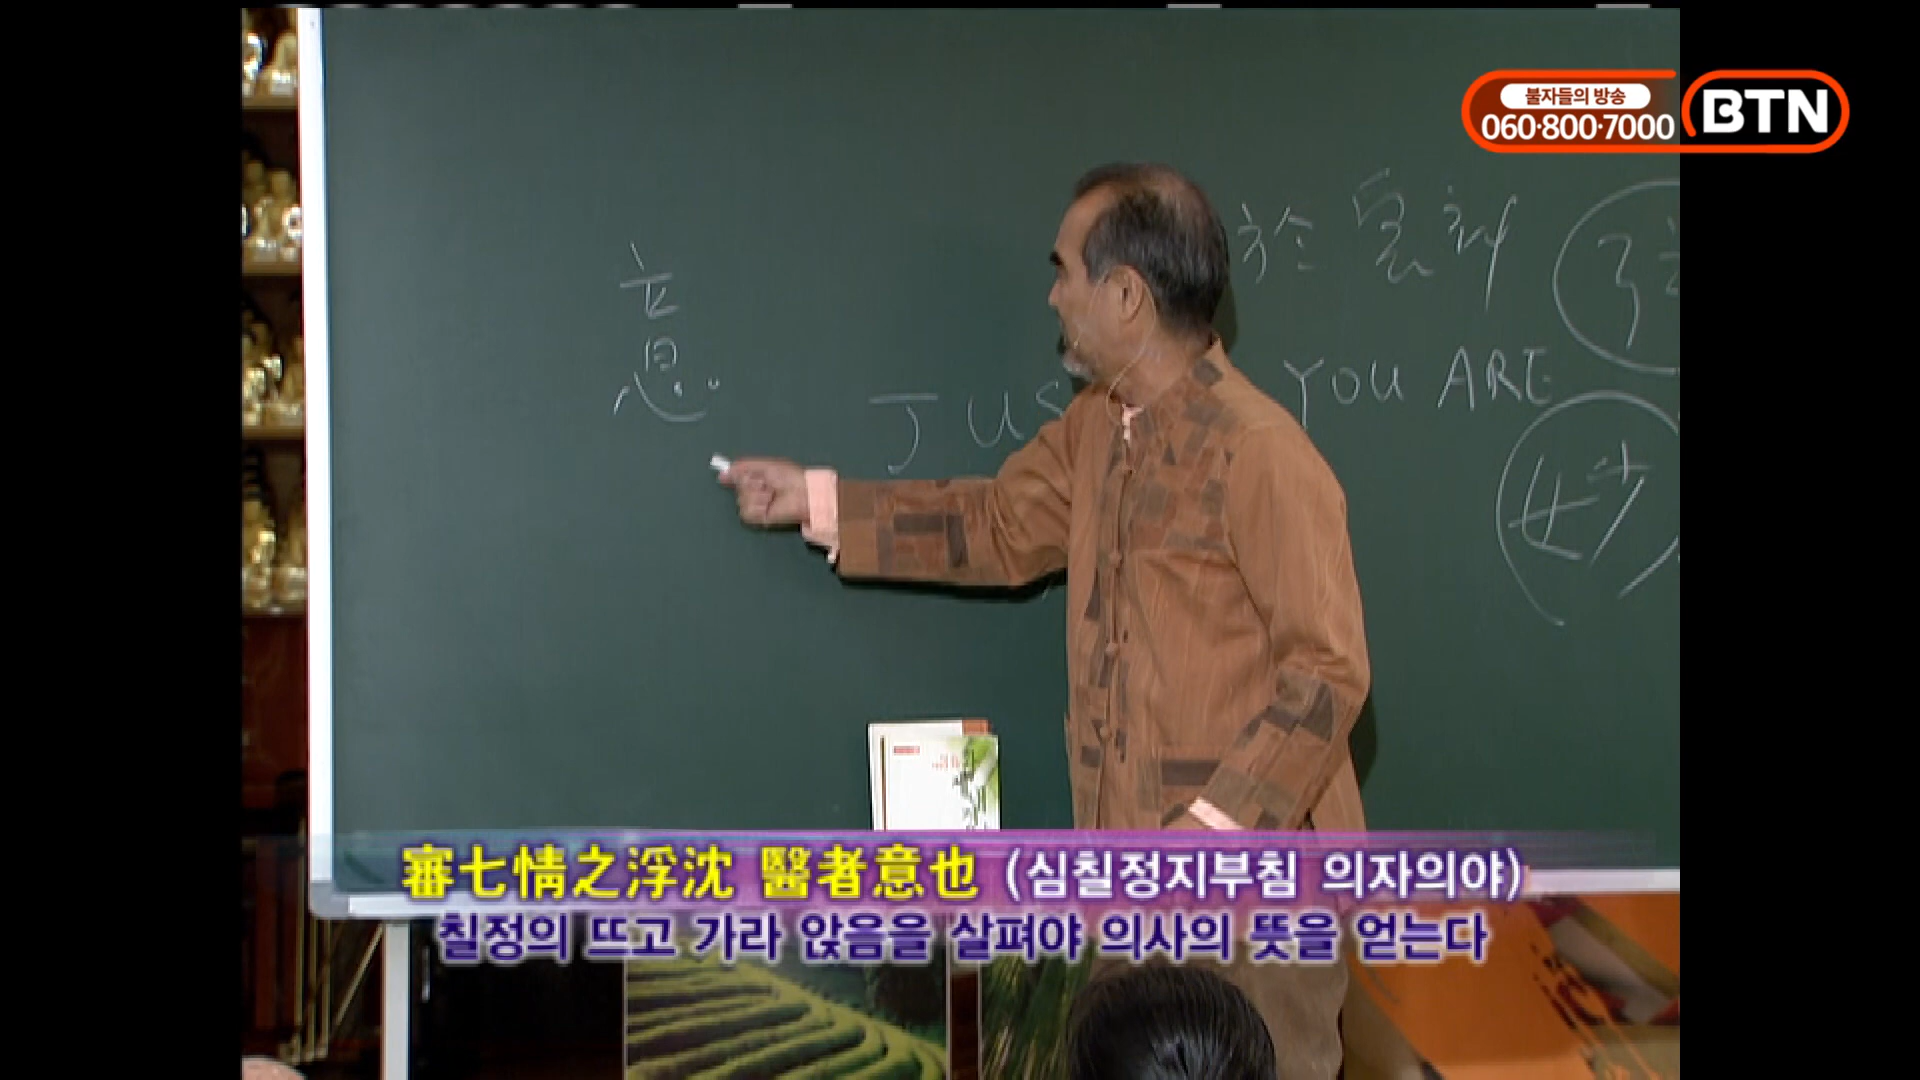 불자들의 방송
060·800·7000
BTN
意
於
JUS
YOU ARE
妙
審七情之浮沈 醫者意也 (심칠정지부침 의자의야)
칠정의 뜨고 가라 앉음을 살펴야 의사의 뜻을 얻는다